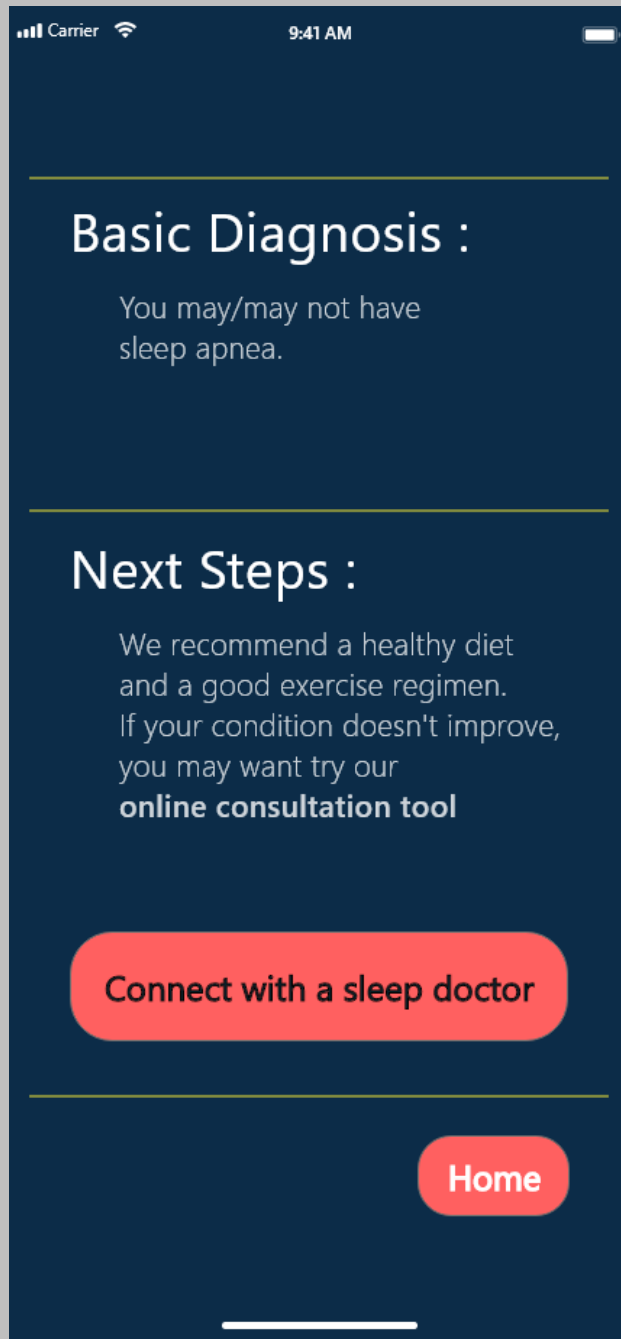 Carrier
9:41 AM
Basic Diagnosis :
You may/may not have
sleep apnea.
Next Steps :
We recommend a healthy diet
and a good exercise regimen.
If your condition doesn't improve,
you may want try our
online consultation tool
Connect with a sleep doctor
Home